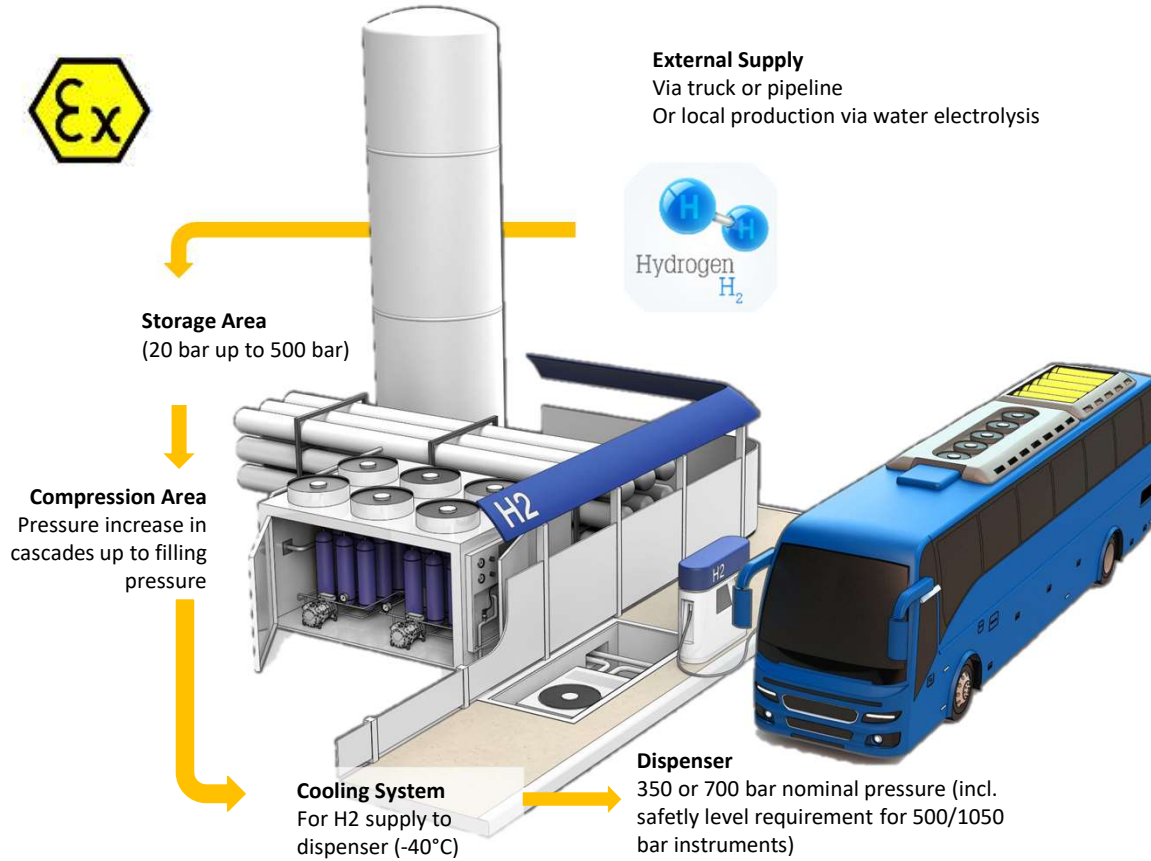 Ex
External Supply
Via truck or pipeline
Or local production via water electrolysis
H
H
Hydrogen
H2
Storage Area
(20 bar up to 500 bar)
H2
Compression Area
Pressure increase in
cascades up to filling
pressure
H2
Cooling System
For H2 supply to
dispenser (-40°C)
Dispenser
350 or 700 bar nominal pressure (incl.
safetly level requirement for 500/1050
bar instruments)